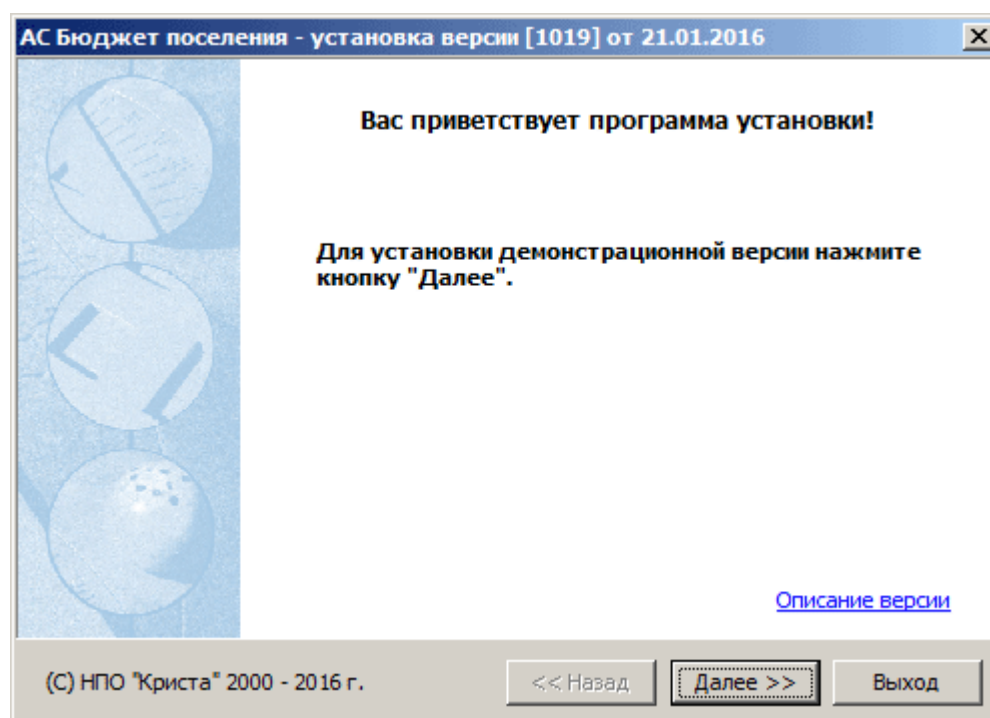 АС Бюджет поселения - установка версии [1019] от 21.01.2016
Вас приветствует программа установки!
Для установки демонстрационной версии нажмите
кнопку "Далее".
Описание версии
(C) НПО "Криста" 2000 - 2016 г.
<< Назад
Далее >>
Выход